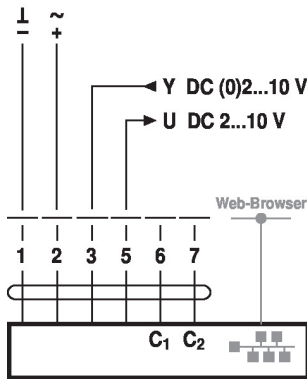 ⊥ ~
− +
Y DC (0)2...10 V
U DC 2...10 V
Web-Browser
1 2 3 5 6 7
C₁ C₂